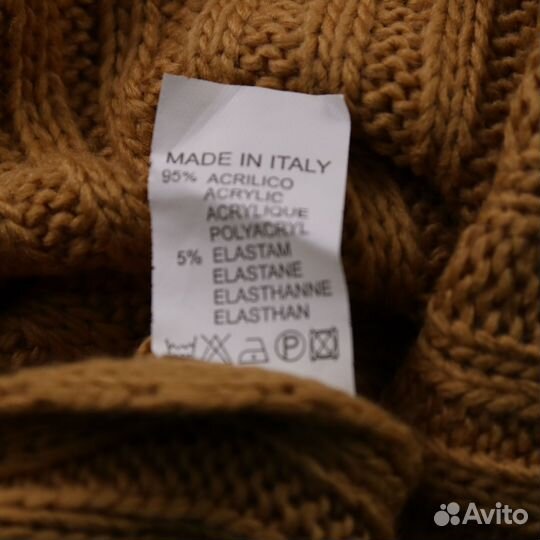 MADE IN ITALY
95% ACRILICO
ACRYLIC
ACRYLIQUE
POLYACRYL
5% ELASTAM
ELASTANE
ELASTHANNE
ELASTHAN
Avito